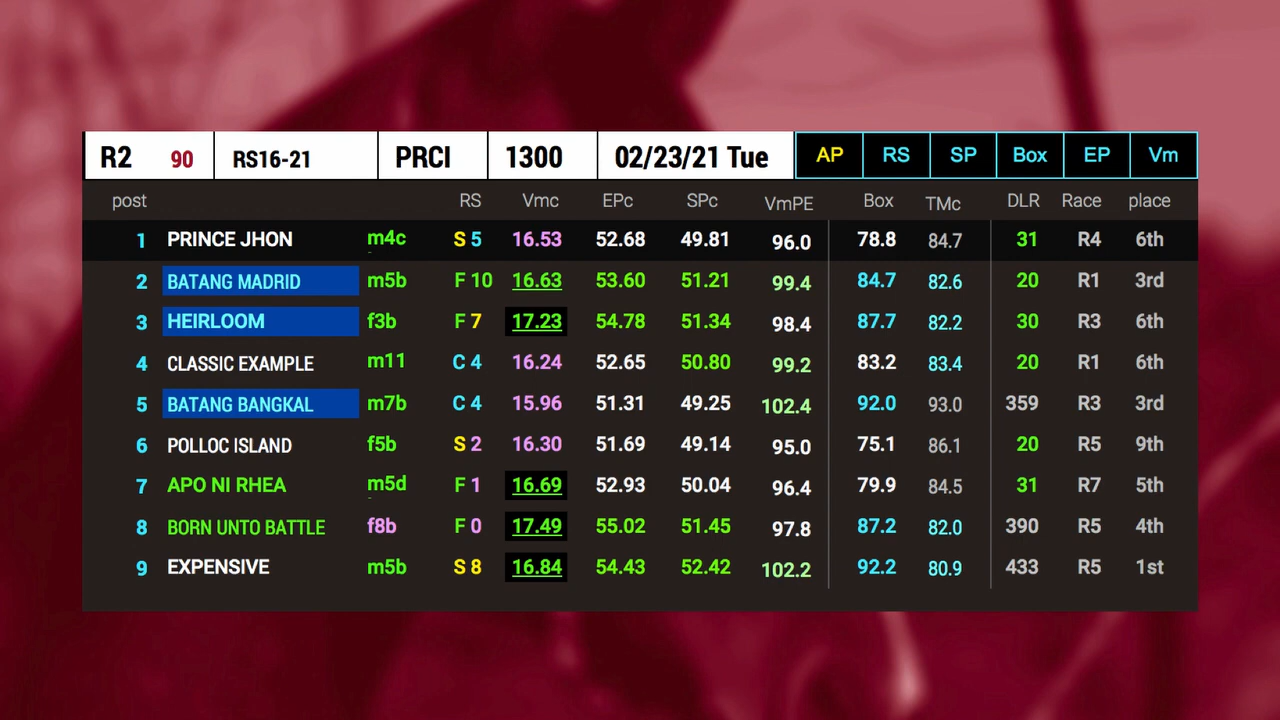 R2 90 RS16-21 PRCI 1300 02/23/21 Tue AP RS SP Box EP Vm
post RS Vmc EPc SPc VmPE Box TMc DLR Race place
1 PRINCE JHON m4c S 5 16.53 52.68 49.81 96.0 78.8 84.7 31 R4 6th
2 BATANG MADRID m5b F 10 16.63 53.60 51.21 99.4 84.7 82.6 20 R1 3rd
3 HEIRLOOM f3b F 7 17.23 54.78 51.34 98.4 87.7 82.2 30 R3 6th
4 CLASSIC EXAMPLE m11 C 4 16.24 52.65 50.80 99.2 83.2 83.4 20 R1 6th
5 BATANG BANGKAL m7b C 4 15.96 51.31 49.25 102.4 92.0 93.0 359 R3 3rd
6 POLLOC ISLAND f5b S 2 16.30 51.69 49.14 95.0 75.1 86.1 20 R5 9th
7 APO NI RHEA m5d F 1 16.69 52.93 50.04 96.4 79.9 84.5 31 R7 5th
8 BORN UNTO BATTLE f8b F 0 17.49 55.02 51.45 97.8 87.2 82.0 390 R5 4th
9 EXPENSIVE m5b S 8 16.84 54.43 52.42 102.2 92.2 80.9 433 R5 1st